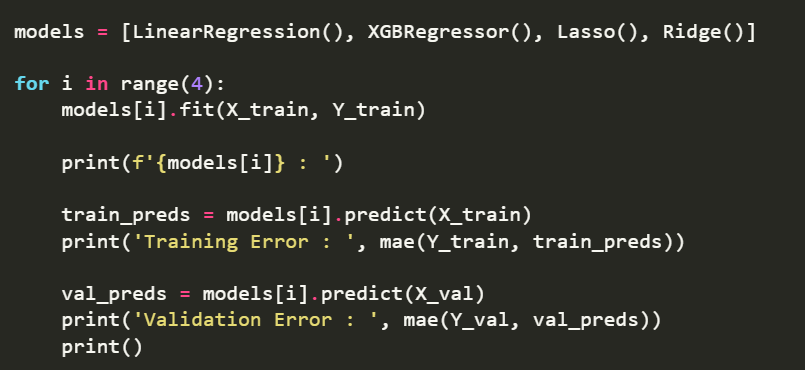 models = [LinearRegression(), XGBRegressor(), Lasso(), Ridge()]
for i in range(4):
    models[i].fit(X_train, Y_train)
    print(f'{models[i]} : ')
    train_preds = models[i].predict(X_train)
    print('Training Error : ', mae(Y_train, train_preds))
    val_preds = models[i].predict(X_val)
    print('Validation Error : ', mae(Y_val, val_preds))
    print()